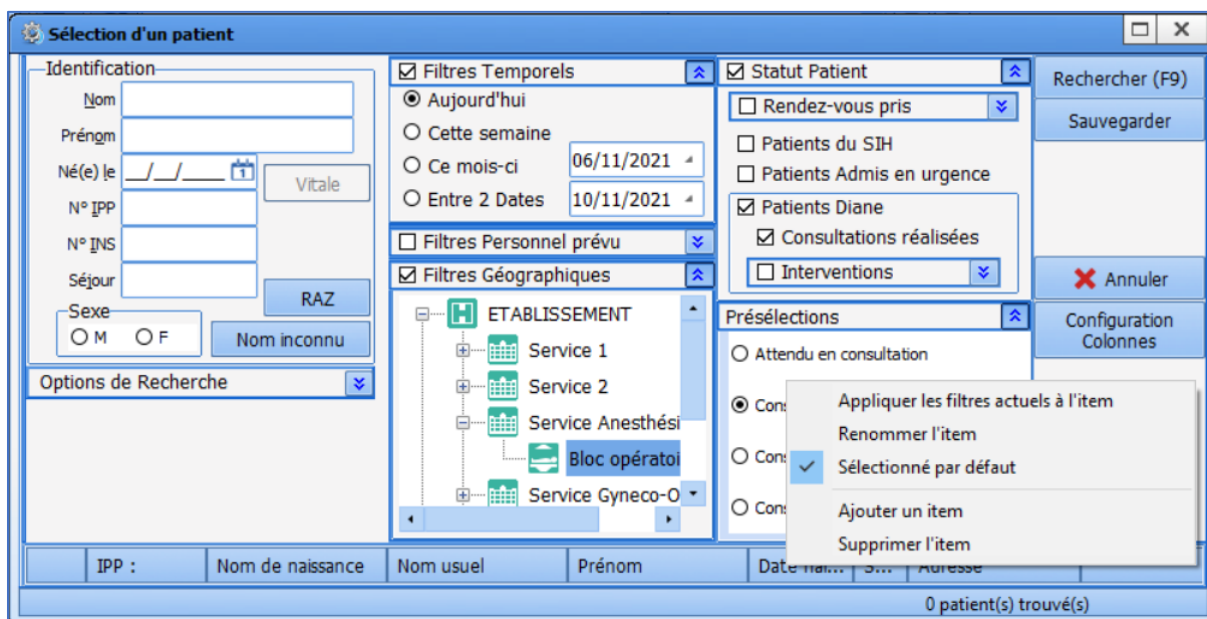 Sélection d'un patient
Identification
Nom
Prénom
Né(e) le __/__/____ 1
Vitale
N° IPP
N° INS
Séjour
RAZ
Sexe
M F
Nom inconnu
Options de Recherche
Filtres Temporels
Aujourd'hui
Cette semaine
Ce mois-ci
06/11/2021
Entre 2 Dates
10/11/2021
Filtres Personnel prévu
Filtres Géographiques
H ETABLISSEMENT
Service 1
Service 2
Service Anesthési
Bloc opératoi
Service Gyneco-O
Statut Patient
Rendez-vous pris
Patients du SIH
Patients Admis en urgence
Patients Diane
Consultations réalisées
Interventions
Présélections
Attendu en consultation
Cons
Cons
Cons
Appliquer les filtres actuels à l'item
Renommer l'item
Sélectionné par défaut
Ajouter un item
Supprimer l'item
Rechercher (F9)
Sauvegarder
Annuler
Configuration
Colonnes
IPP : Nom de naissance Nom usuel Prénom Date nai... S... Adresse
0 patient(s) trouvé(s)